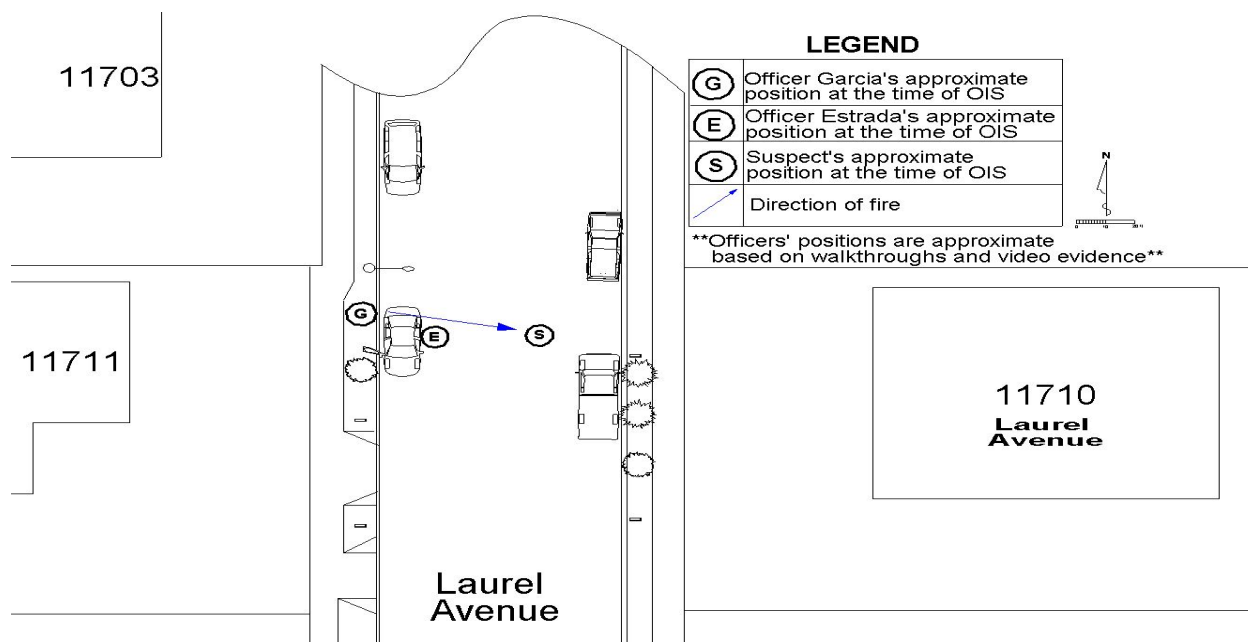 11703
LEGEND
G
Officer Garcia's approximate
position at the time of OIS
E
Officer Estrada's approximate
position at the time of OIS
S
Suspect's approximate
position at the time of OIS
Direction of fire
N
**Officers' positions are approximate
based on walkthroughs and video evidence**
G
E
S
11711
11710
Laurel
Avenue
Laurel
Avenue